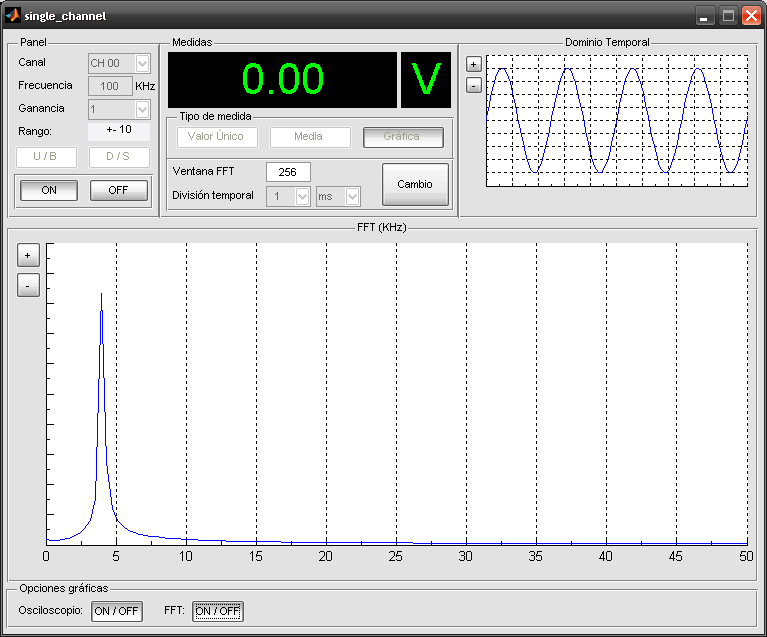 single_channel
Panel
Canal CH 00
Frecuencia 100 KHz
Ganancia 1
Rango: +- 10
U / B D / S
ON OFF
Medidas
0.00 V
Tipo de medida
Valor Único Media Gráfica
Ventana FFT 256
División temporal 1 ms
Cambio
Dominio Temporal
+
-
FFT (KHz)
+
-
0 5 10 15 20 25 30 35 40 45 50
Opciones gráficas
Osciloscopio: ON / OFF FFT: ON / OFF